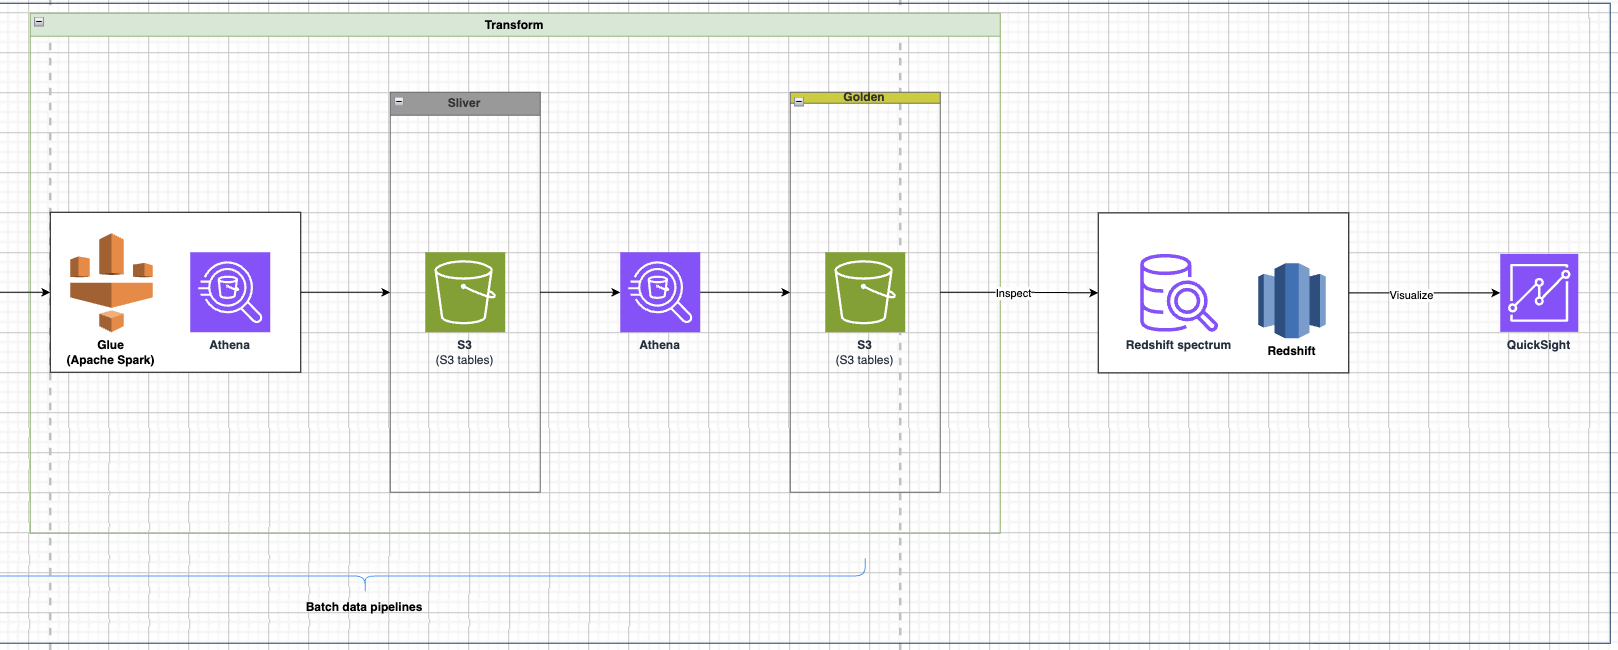 Transform
Sliver
Golden
Glue
(Apache Spark)
Athena
S3
(S3 tables)
Athena
S3
(S3 tables)
Inspect
Redshift spectrum
Redshift
Visualize
QuickSight
Batch data pipelines